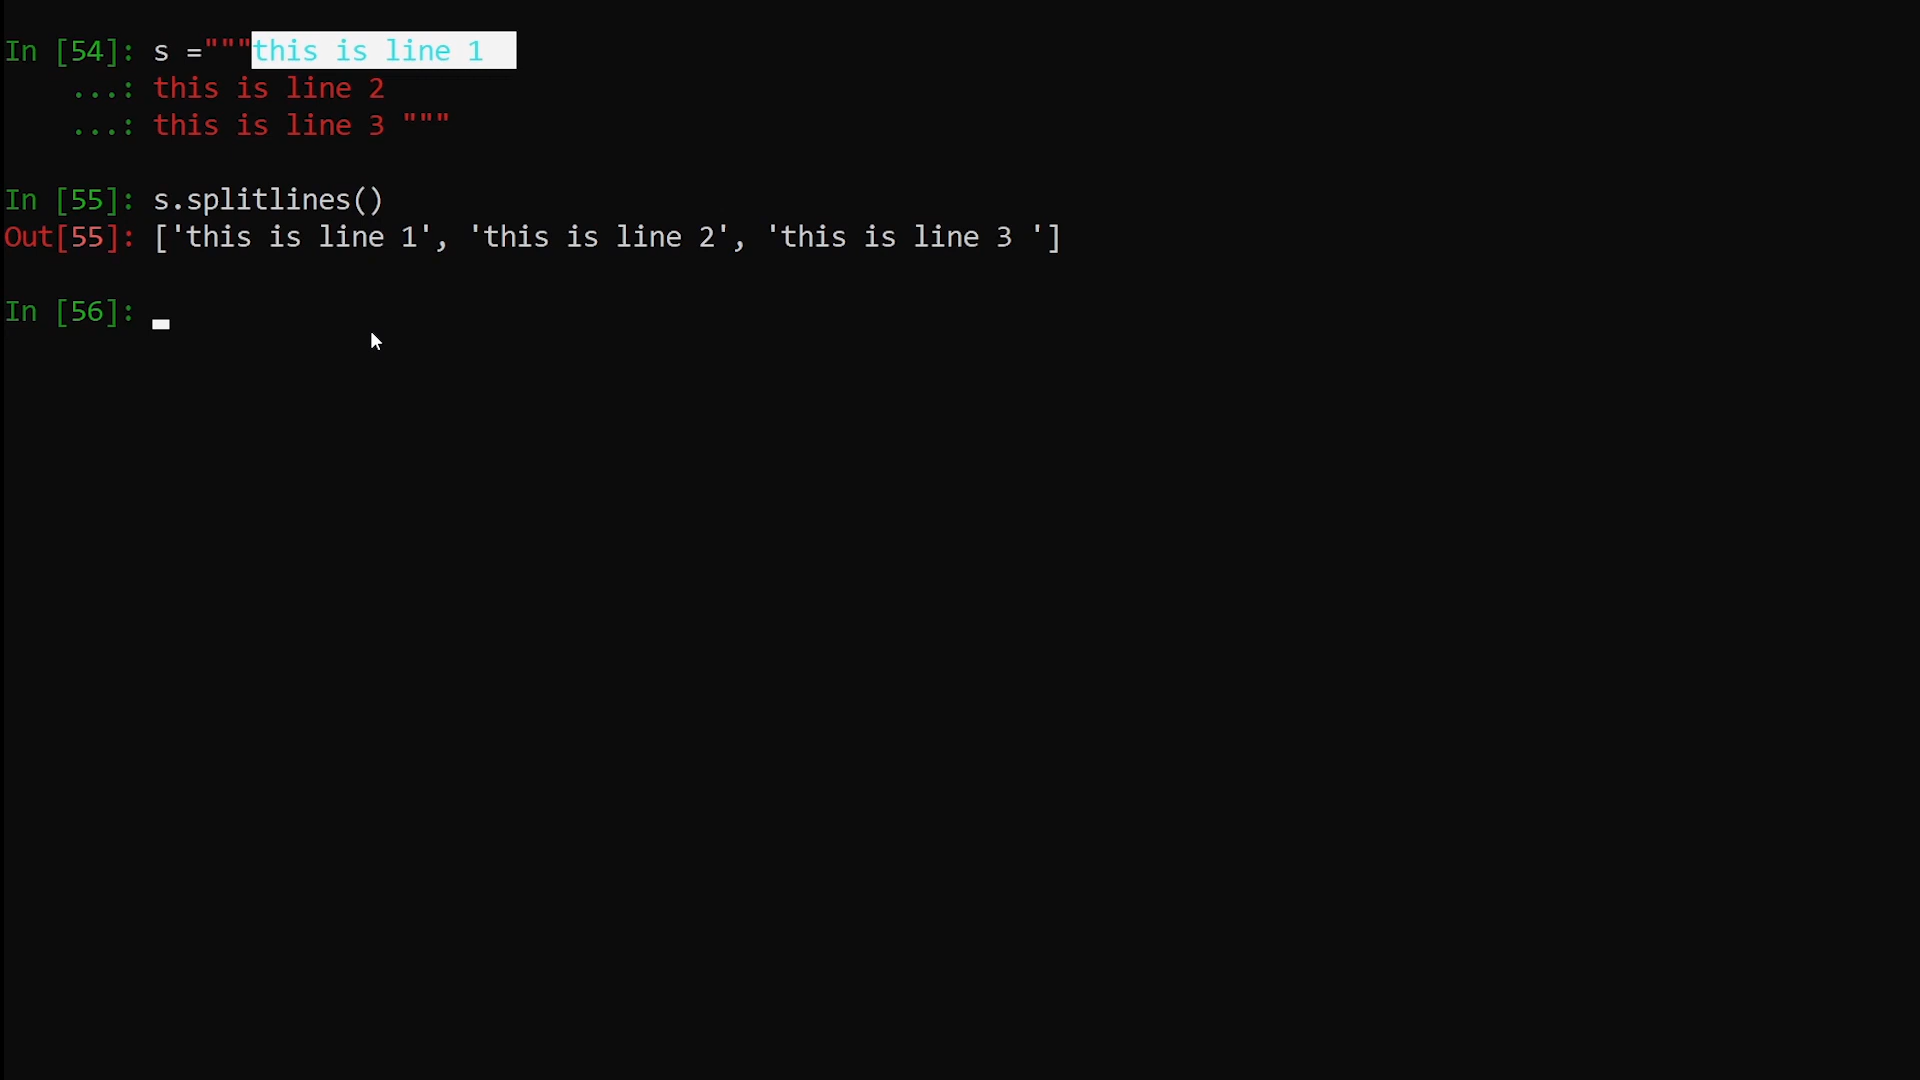 In [54]: s ="""this is line 1
...: this is line 2
...: this is line 3 """
In [55]: s.splitlines()
Out[55]: ['this is line 1', 'this is line 2', 'this is line 3 ']
In [56]: